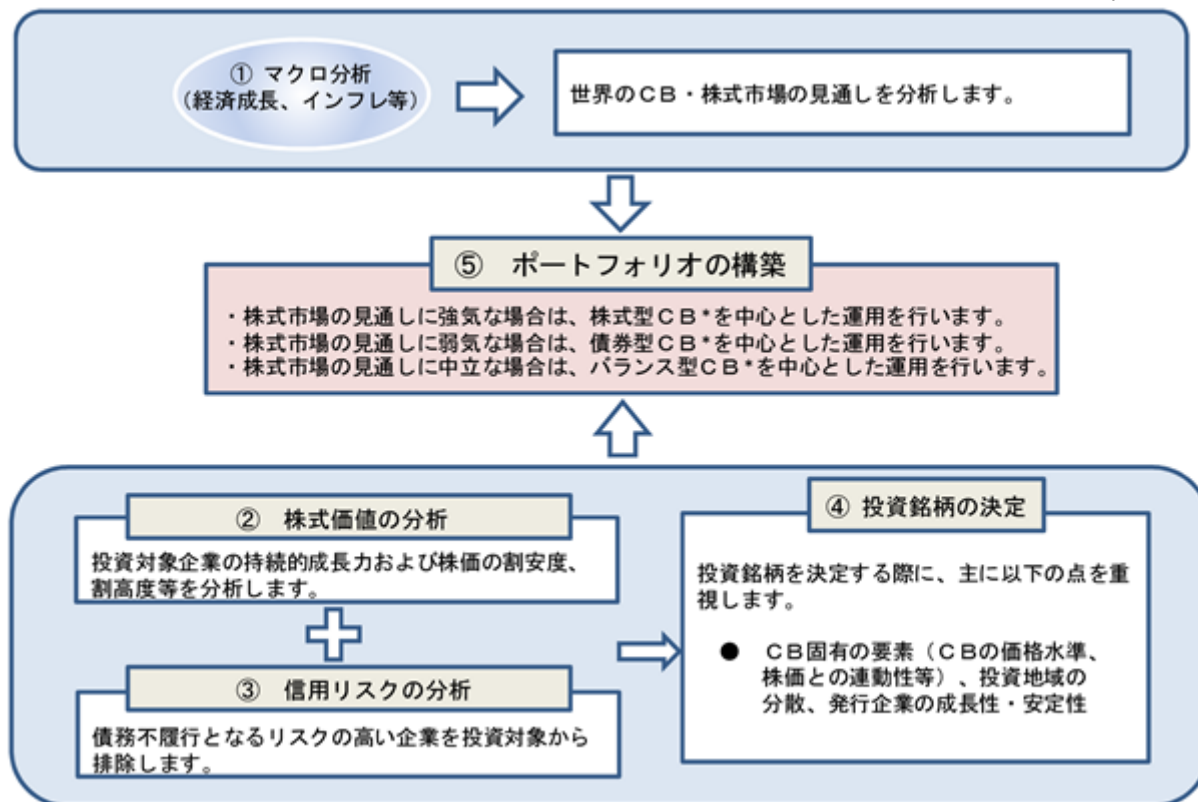 ① マクロ分析
（経済成長、インフレ等）
世界のＣＢ・株式市場の見通しを分析します。
⑤　ポートフォリオの構築
・株式市場の見通しに強気な場合は、株式型ＣＢ*を中心とした運用を行います。
・株式市場の見通しに弱気な場合は、債券型ＣＢ*を中心とした運用を行います。
・株式市場の見通しに中立な場合は、バランス型ＣＢ*を中心とした運用を行います。
②　株式価値の分析
投資対象企業の持続的成長力および株価の割安度、
割高度等を分析します。
③　信用リスクの分析
債務不履行となるリスクの高い企業を投資対象から
排除します。
④ 投資銘柄の決定
投資銘柄を決定する際に、主に以下の点を重
視します。
●　ＣＢ固有の要素（ＣＢの価格水準、
株価との連動性等）、投資地域の
分散、発行企業の成長性・安定性